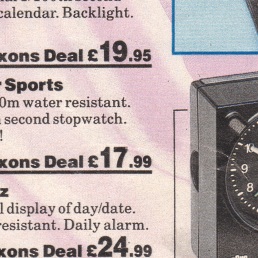 calendar. Backlight.
xons Deal £19.95
Sports
0m water resistant.
second stopwatch.
!
xons Deal £17.99
z
l display of day/date.
resistant. Daily alarm.
xons Deal £24.99
10
9
8